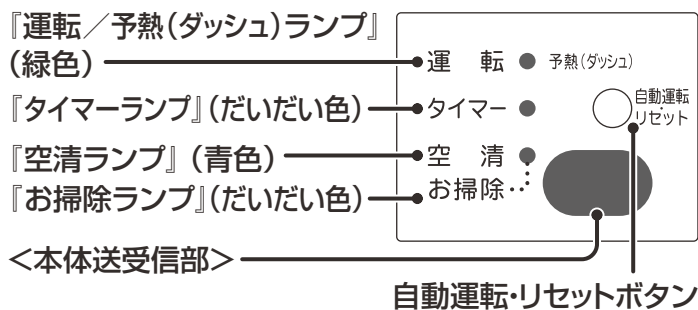 『運転／予熱(ダッシュ)ランプ』
(緑色)
『タイマーランプ』(だいだい色)
『空清ランプ』(青色)
『お掃除ランプ』(だいだい色)
<本体送受信部>
運 転 予熱(ダッシュ)
タイマー
空 清
お掃除
自動運転
リセット
自動運転・リセットボタン